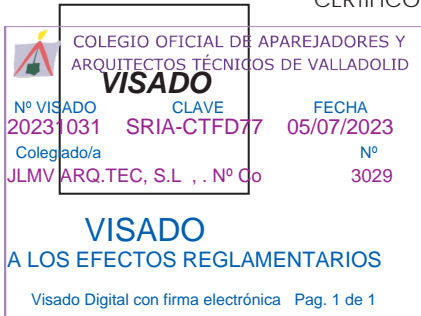 CERTIFICO
COLEGIO OFICIAL DE APAREJADORES Y
ARQUITECTOS TÉCNICOS DE VALLADOLID
VISADO
Nº VISADO CLAVE FECHA
20231031 SRIA-CTFD77 05/07/2023
Colegiado/a Nº
JLMV ARQ.TEC, S.L , . Nº Co 3029
VISADO
A LOS EFECTOS REGLAMENTARIOS
Visado Digital con firma electrónica Pag. 1 de 1